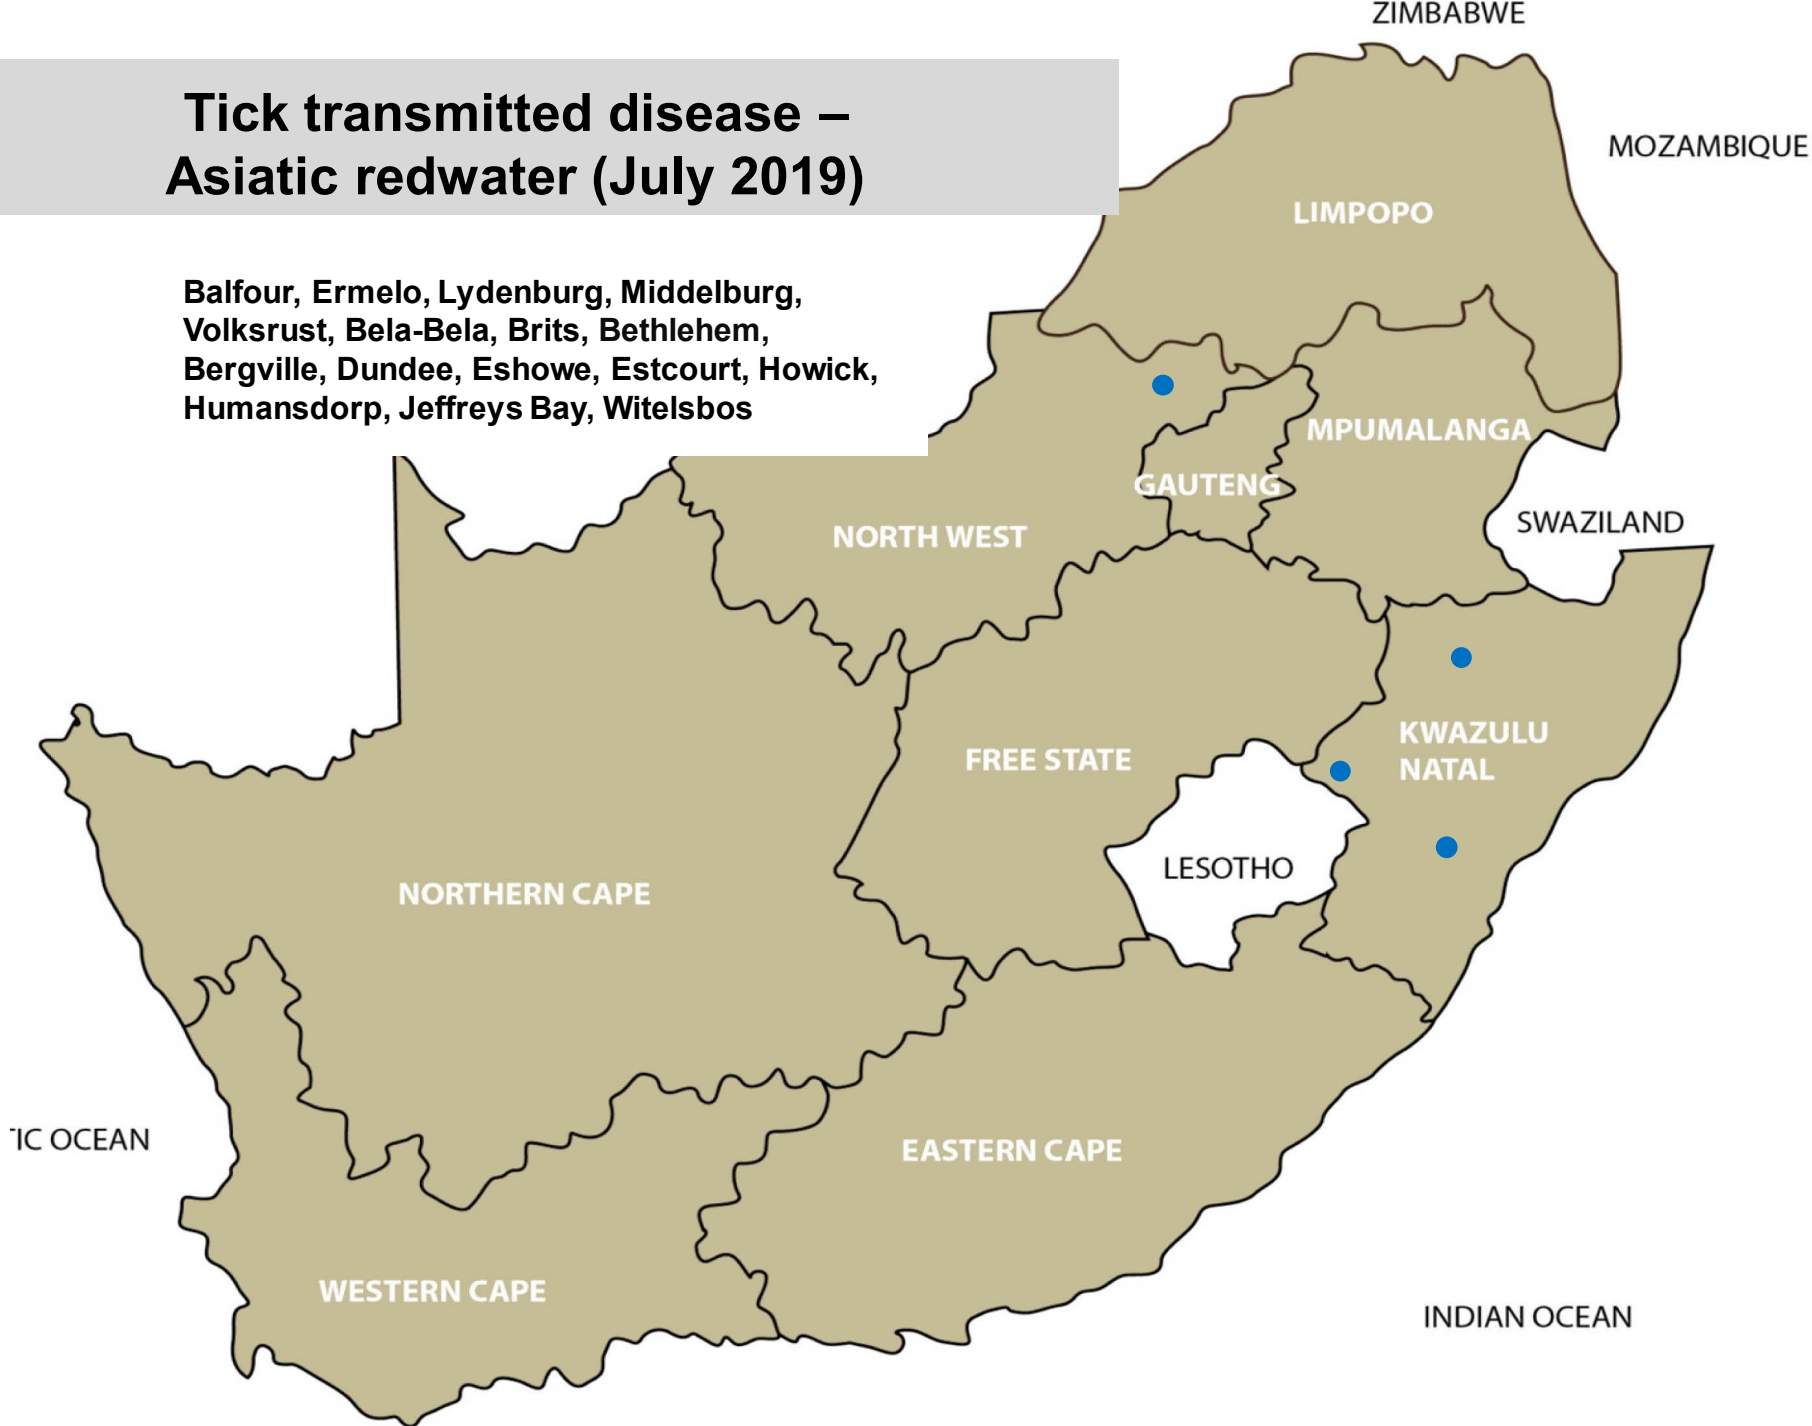 ZIMBABWE
Tick transmitted disease –
Asiatic redwater (July 2019)
MOZAMBIQUE
LIMPOPO
Balfour, Ermelo, Lydenburg, Middelburg,
Volksrust, Bela-Bela, Brits, Bethlehem,
Bergville, Dundee, Eshowe, Estcourt, Howick,
Humansdorp, Jeffreys Bay, Witelsbos
MPUMALANGA
GAUTENG
SWAZILAND
NORTH WEST
KWAZULU
NATAL
FREE STATE
LESOTHO
NORTHERN CAPE
TIC OCEAN
EASTERN CAPE
WESTERN CAPE
INDIAN OCEAN